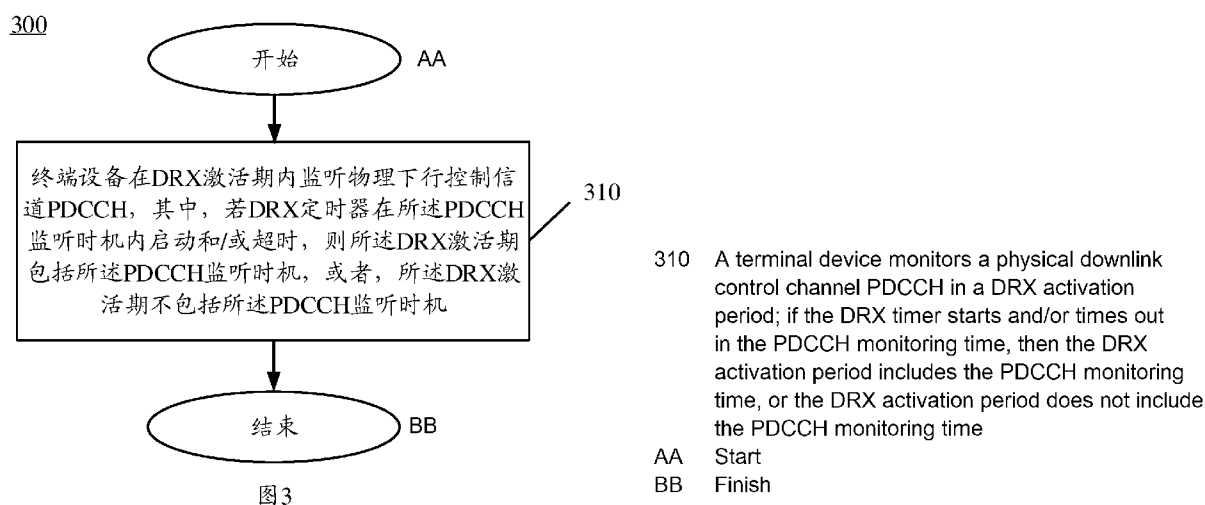 300
开始
AA
终端设备在DRX激活期内监听物理下行控制信
道PDCCH，其中，若DRX定时器在所述PDCCH
监听时机内启动和/或超时，则所述DRX激活期
包括所述PDCCH监听时机，或者，所述DRX激
活期不包括所述PDCCH监听时机
310
结束
BB
图3
310 A terminal device monitors a physical downlink
control channel PDCCH in a DRX activation
period; if the DRX timer starts and/or times out
in the PDCCH monitoring time, then the DRX
activation period includes the PDCCH monitoring
time, or the DRX activation period does not include
the PDCCH monitoring time
AA Start
BB Finish